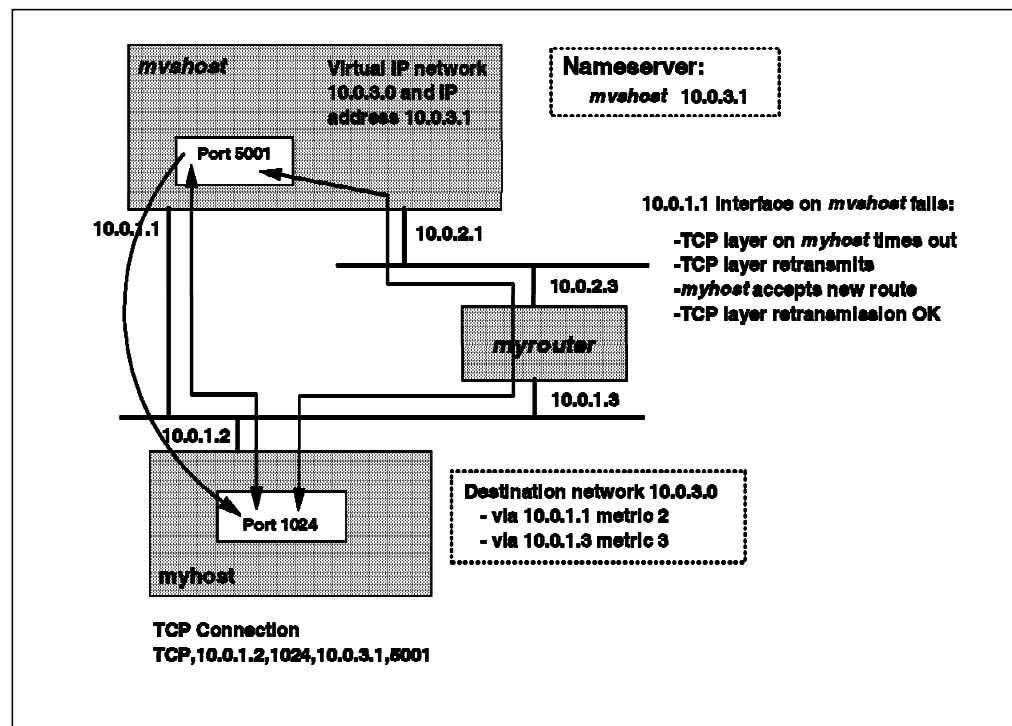 mvshost
Virtual IP network
10.0.3.0 and IP
address 10.0.3.1
Nameserver:
mvshost 10.0.3.1
Port 5001
10.0.1.1
10.0.2.1
10.0.1.1 interface on mvshost fails:
-TCP layer on myhost times out
-TCP layer retransmits
-myhost accepts new route
-TCP layer retransmission OK
10.0.2.3
myrouter
10.0.1.3
10.0.1.2
Port 1024
myhost
Destination network 10.0.3.0
- via 10.0.1.1 metric 2
- via 10.0.1.3 metric 3
TCP Connection
TCP,10.0.1.2,1024,10.0.3.1,5001